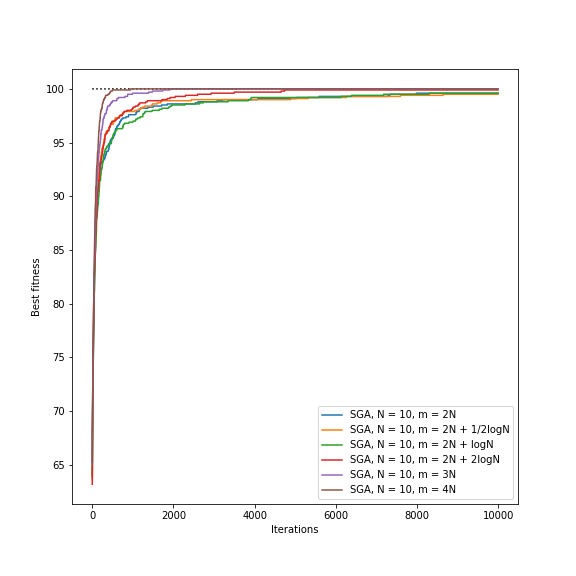 100
95
90
85
80
75
70
65
Best fitness
SGA, N = 10, m = 2N
SGA, N = 10, m = 2N + 1/2logN
SGA, N = 10, m = 2N + logN
SGA, N = 10, m = 2N + 2logN
SGA, N = 10, m = 3N
SGA, N = 10, m = 4N
0 2000 4000 6000 8000 10000
Iterations